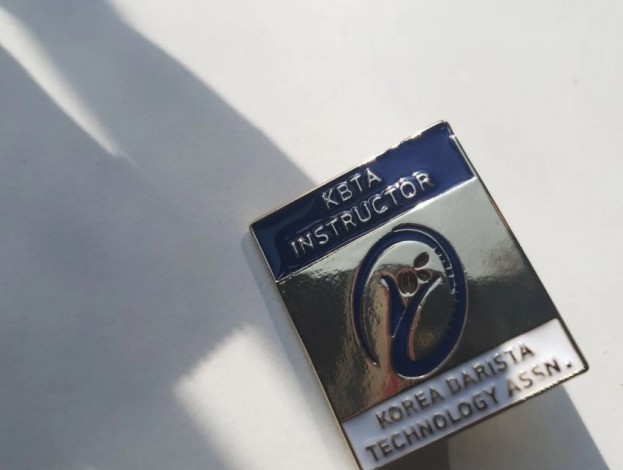 KBTA
INSTRUCTOR
KOREA BARISTA
TECHNOLOGY ASSN.